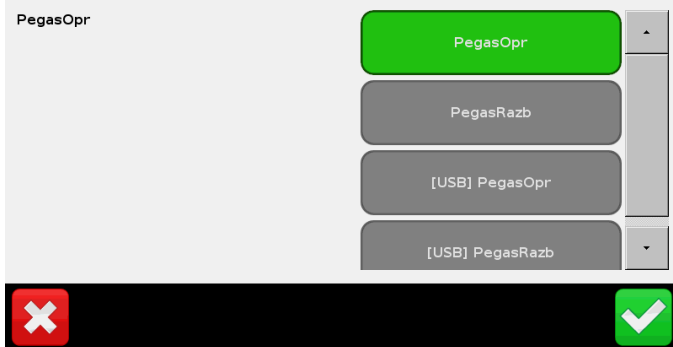 PegasOpr
PegasOpr
PegasRazb
[USB] PegasOpr
[USB] PegasRazb